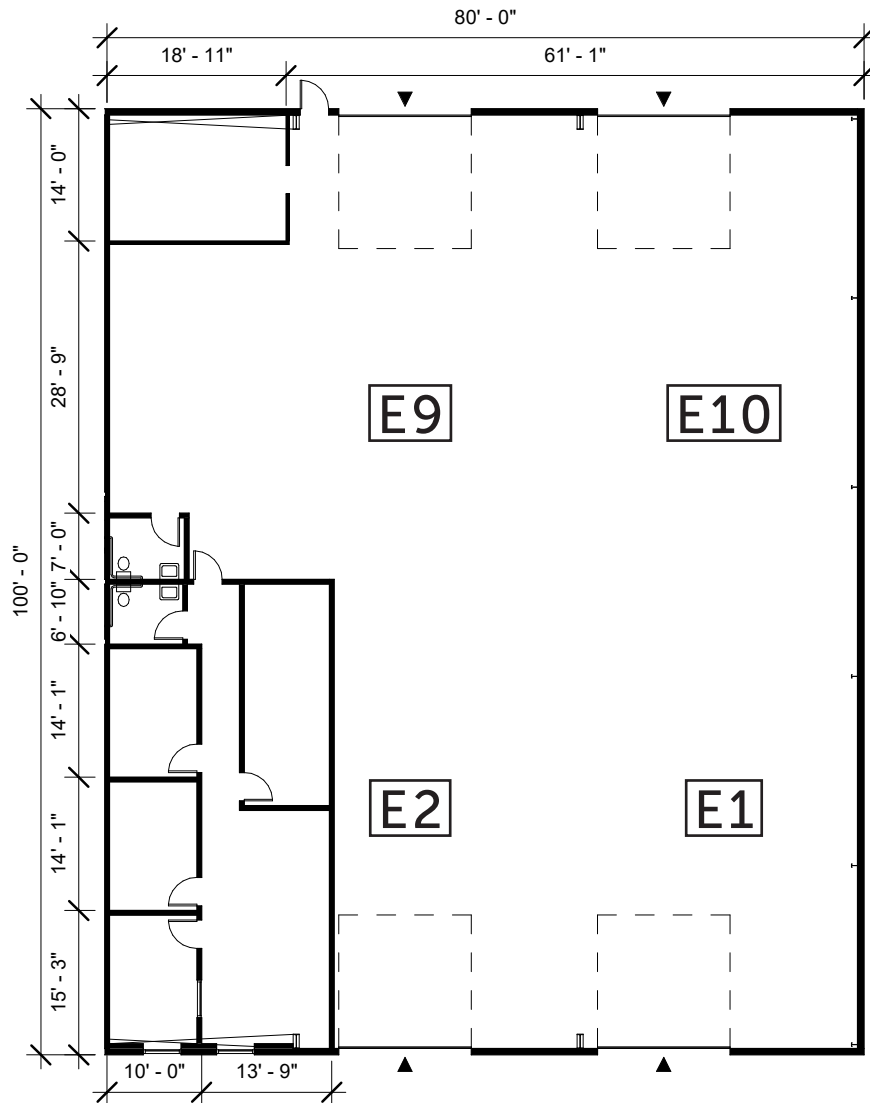 80' - 0"
18' - 11"
61' - 1"
14' - 0"
28' - 9"
E9
E10
100' - 0"
7' - 0"
6' - 10"
14' - 1"
E2
E1
14' - 1"
15' - 3"
10' - 0"
13' - 9"